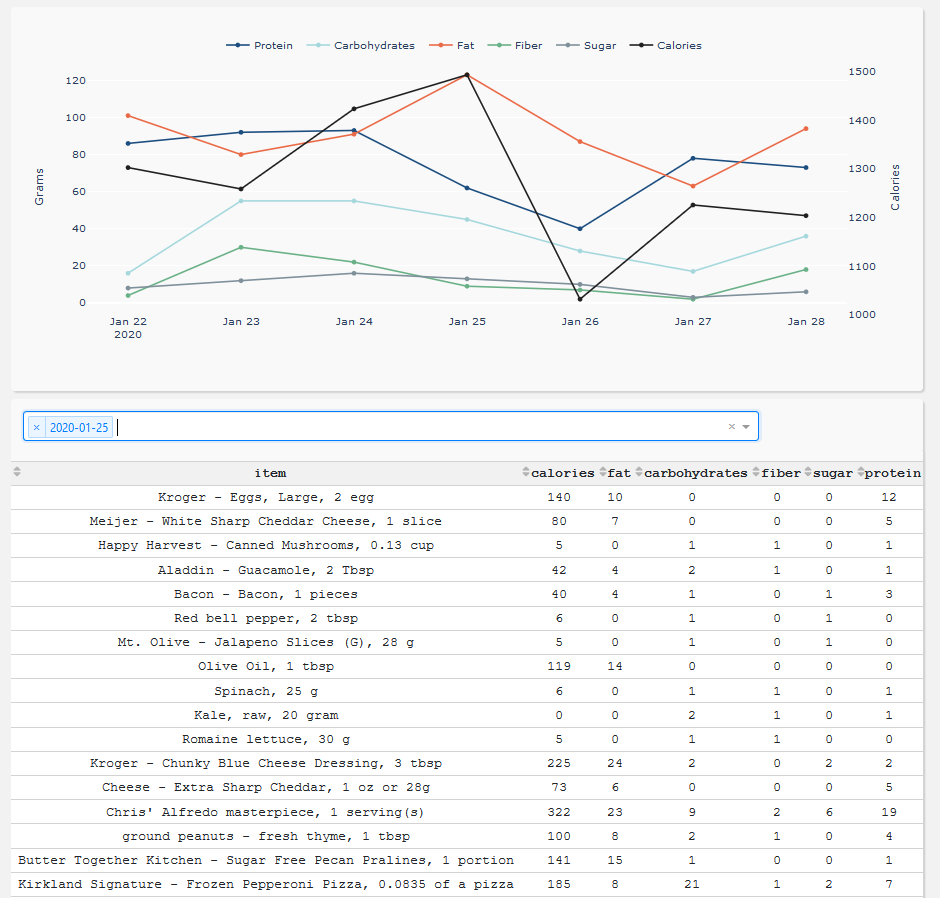 Protein Carbohydrates Fat Fiber Sugar Calories
120
100
80
60
40
20
0
Grams
1500
1400
1300
1200
1100
1000
Calories
Jan 22 Jan 23 Jan 24 Jan 25 Jan 26 Jan 27 Jan 28
2020
× 2020-01-25 ×
item calories fat carbohydrates fiber sugar protein
Kroger - Eggs, Large, 2 egg 140 10 0 0 0 12
Meijer - White Sharp Cheddar Cheese, 1 slice 80 7 0 0 0 5
Happy Harvest - Canned Mushrooms, 0.13 cup 5 0 1 1 0 1
Aladdin - Guacamole, 2 Tbsp 42 4 2 1 0 1
Bacon - Bacon, 1 pieces 40 4 1 0 1 3
Red bell pepper, 2 tbsp 6 0 1 0 1 0
Mt. Olive - Jalapeno Slices (G), 28 g 5 0 1 0 1 0
Olive Oil, 1 tbsp 119 14 0 0 0 0
Spinach, 25 g 6 0 1 1 0 1
Kale, raw, 20 gram 0 0 2 1 0 1
Romaine lettuce, 30 g 5 0 1 1 0 0
Kroger - Chunky Blue Cheese Dressing, 3 tbsp 225 24 2 0 2 2
Cheese - Extra Sharp Cheddar, 1 oz or 28g 73 6 0 0 0 5
Chris' Alfredo masterpiece, 1 serving(s) 322 23 9 2 6 19
ground peanuts - fresh thyme, 1 tbsp 100 8 2 1 0 4
Butter Together Kitchen - Sugar Free Pecan Pralines, 1 portion 141 15 1 0 0 1
Kirkland Signature - Frozen Pepperoni Pizza, 0.0835 of a pizza 185 8 21 1 2 7